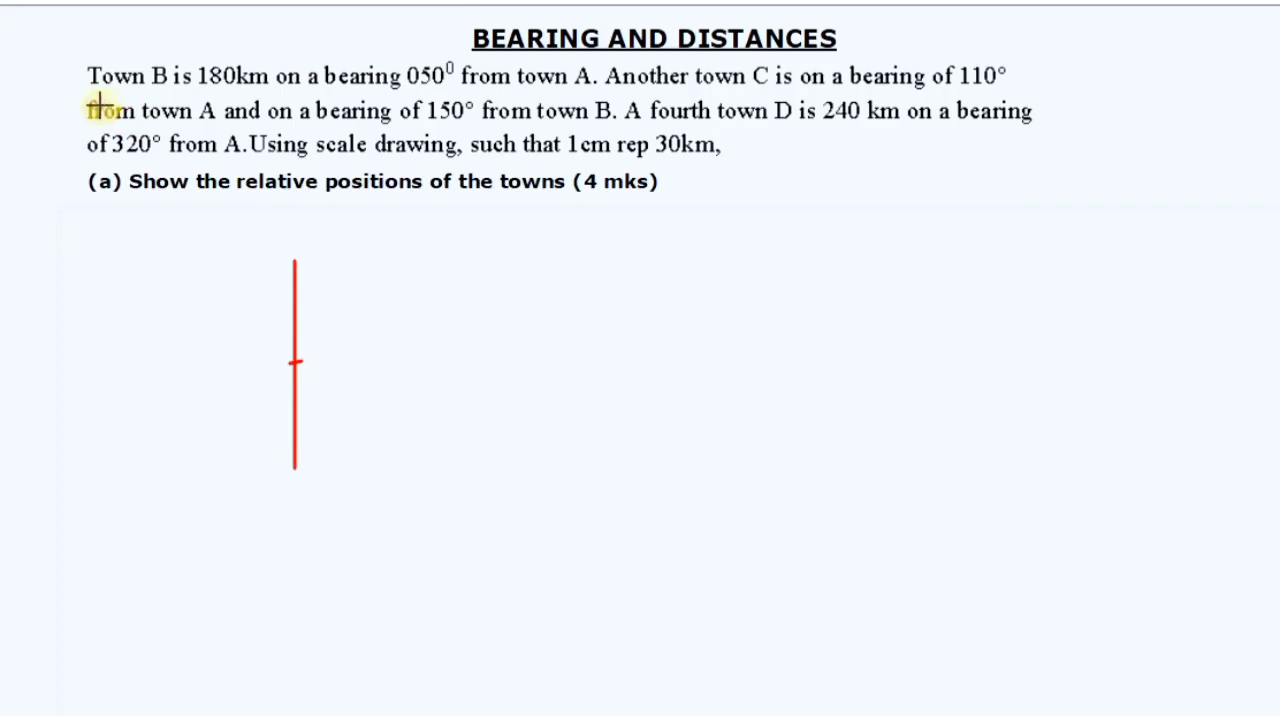 BEARING AND DISTANCES
Town B is 180km on a bearing 050⁰ from town A. Another town C is on a bearing of 110°
from town A and on a bearing of 150° from town B. A fourth town D is 240 km on a bearing
of 320° from A.Using scale drawing, such that 1cm rep 30km,
(a) Show the relative positions of the towns (4 mks)